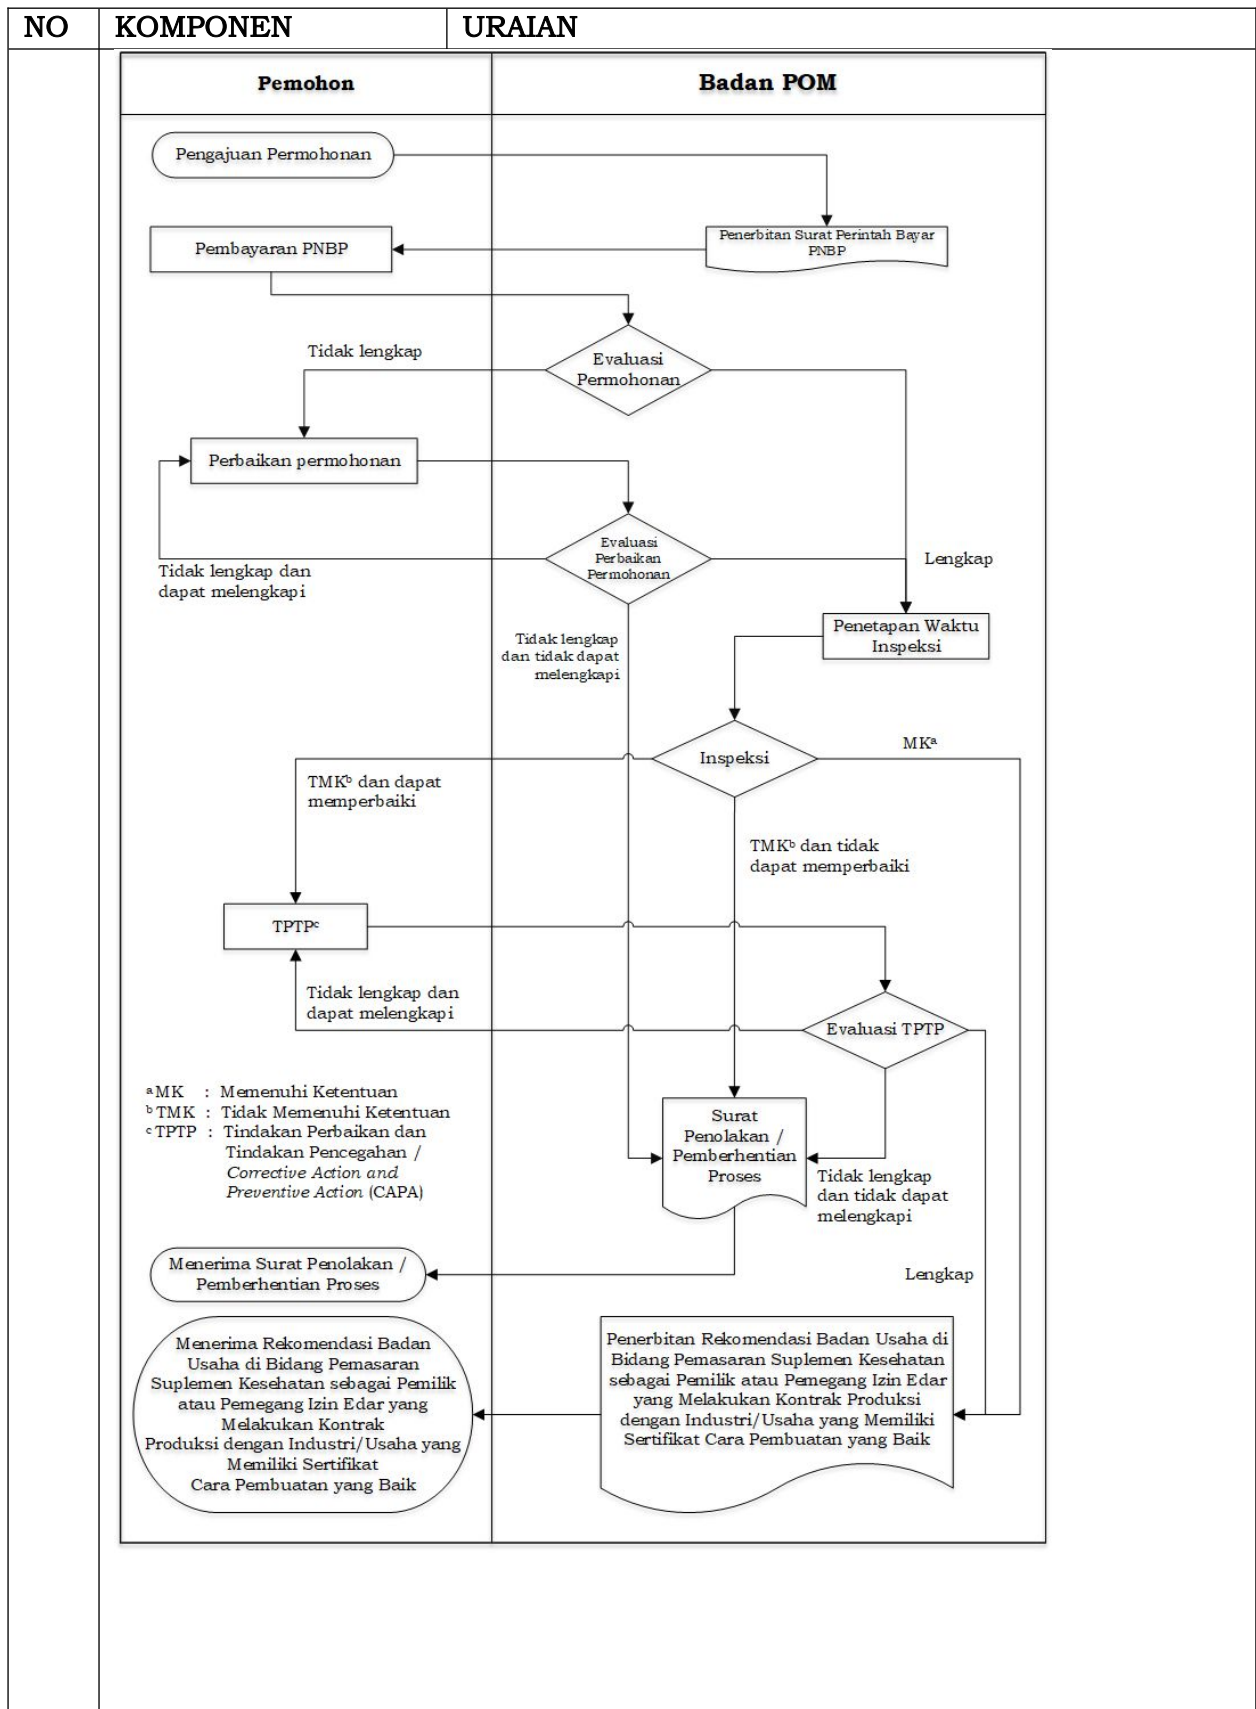 NO KOMPONEN URAIAN
Pemohon Badan POM
Pengajuan Permohonan
Penerbitan Surat Perintah Bayar
PNBP
Pembayaran PNBP
Evaluasi
Permohonan
Tidak lengkap
Perbaikan permohonan
Evaluasi
Perbaikan
Permohonan
Tidak lengkap dan
dapat melengkapi
Lengkap
Tidak lengkap
dan tidak dapat
melengkapi
Penetapan Waktu
Inspeksi
Inspeksi
MKᵃ
TMKᵇ dan dapat
memperbaiki
TMKᵇ dan tidak
dapat memperbaiki
TPTPᶜ
Tidak lengkap dan
dapat melengkapi
Evaluasi TPTP
ᵃ MK : Memenuhi Ketentuan
ᵇ TMK : Tidak Memenuhi Ketentuan
ᶜ TPTP : Tindakan Perbaikan dan
Tindakan Pencegahan /
Corrective Action and
Preventive Action (CAPA)
Surat
Penolakan /
Pemberhentian
Proses
Tidak lengkap
dan tidak dapat
melengkapi
Menerima Surat Penolakan /
Pemberhentian Proses
Lengkap
Menerima Rekomendasi Badan
Usaha di Bidang Pemasaran
Suplemen Kesehatan sebagai Pemilik
atau Pemegang Izin Edar yang
Melakukan Kontrak
Produksi dengan Industri/Usaha yang
Memiliki Sertifikat
Cara Pembuatan yang Baik
Penerbitan Rekomendasi Badan Usaha di
Bidang Pemasaran Suplemen Kesehatan
sebagai Pemilik atau Pemegang Izin Edar
yang Melakukan Kontrak Produksi
dengan Industri/Usaha yang Memiliki
Sertifikat Cara Pembuatan yang Baik